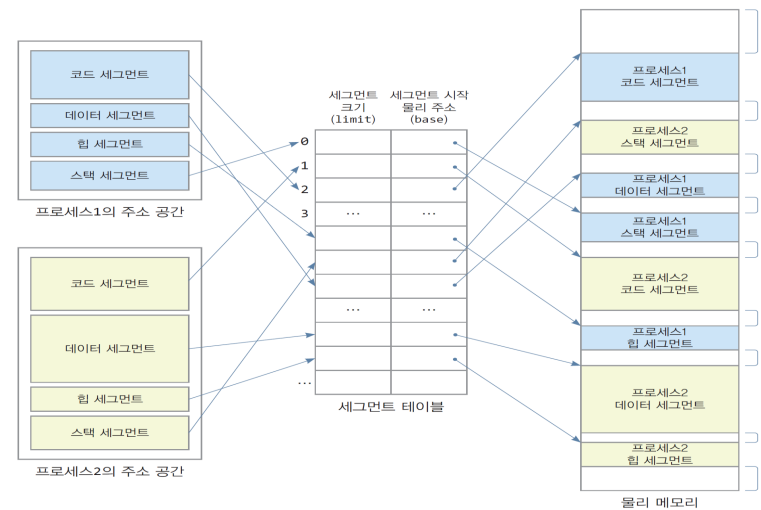 코드 세그먼트
데이터 세그먼트
힙 세그먼트
스택 세그먼트
프로세스1의 주소 공간
코드 세그먼트
데이터 세그먼트
힙 세그먼트
스택 세그먼트
프로세스2의 주소 공간
세그먼트
크기
(limit)
세그먼트 시작
물리 주소
(base)
0
1
2
3
... ...
... ...
...
세그먼트 테이블
프로세스1
코드 세그먼트
프로세스2
스택 세그먼트
프로세스1
데이터 세그먼트
프로세스1
스택 세그먼트
프로세스2
코드 세그먼트
프로세스1
힙 세그먼트
프로세스2
데이터 세그먼트
프로세스2
힙 세그먼트
물리 메모리